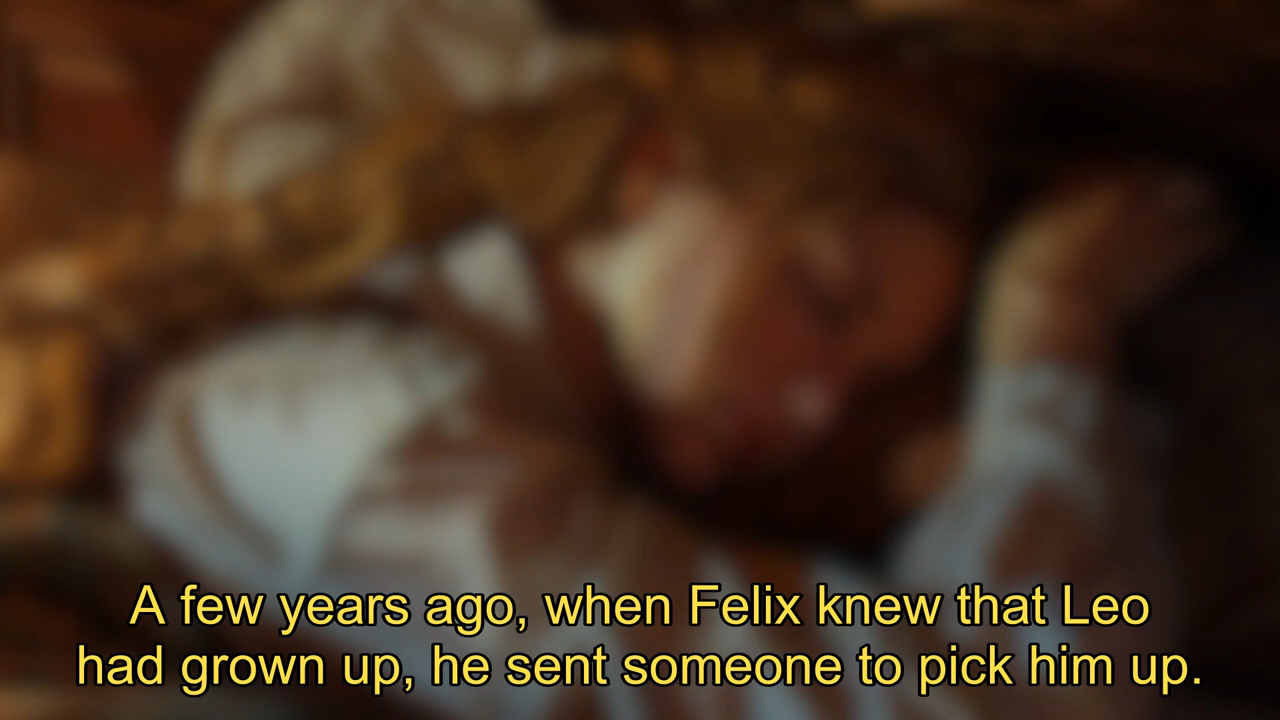 A few years ago, when Felix knew that Leo
had grown up, he sent someone to pick him up.